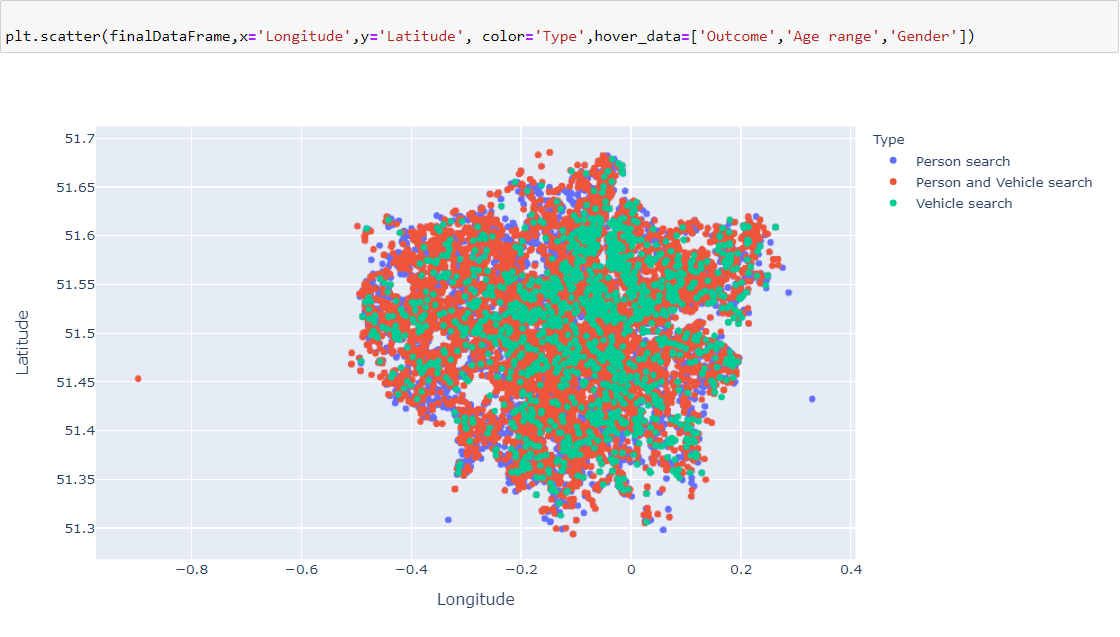 plt.scatter(finalDataFrame,x='Longitude',y='Latitude', color='Type',hover_data=['Outcome','Age range','Gender'])
Type
Person search
Person and Vehicle search
Vehicle search
51.7
51.65
51.6
51.55
51.5
51.45
51.4
51.35
51.3
Latitude
−0.8
−0.6
−0.4
−0.2
0
0.2
0.4
Longitude